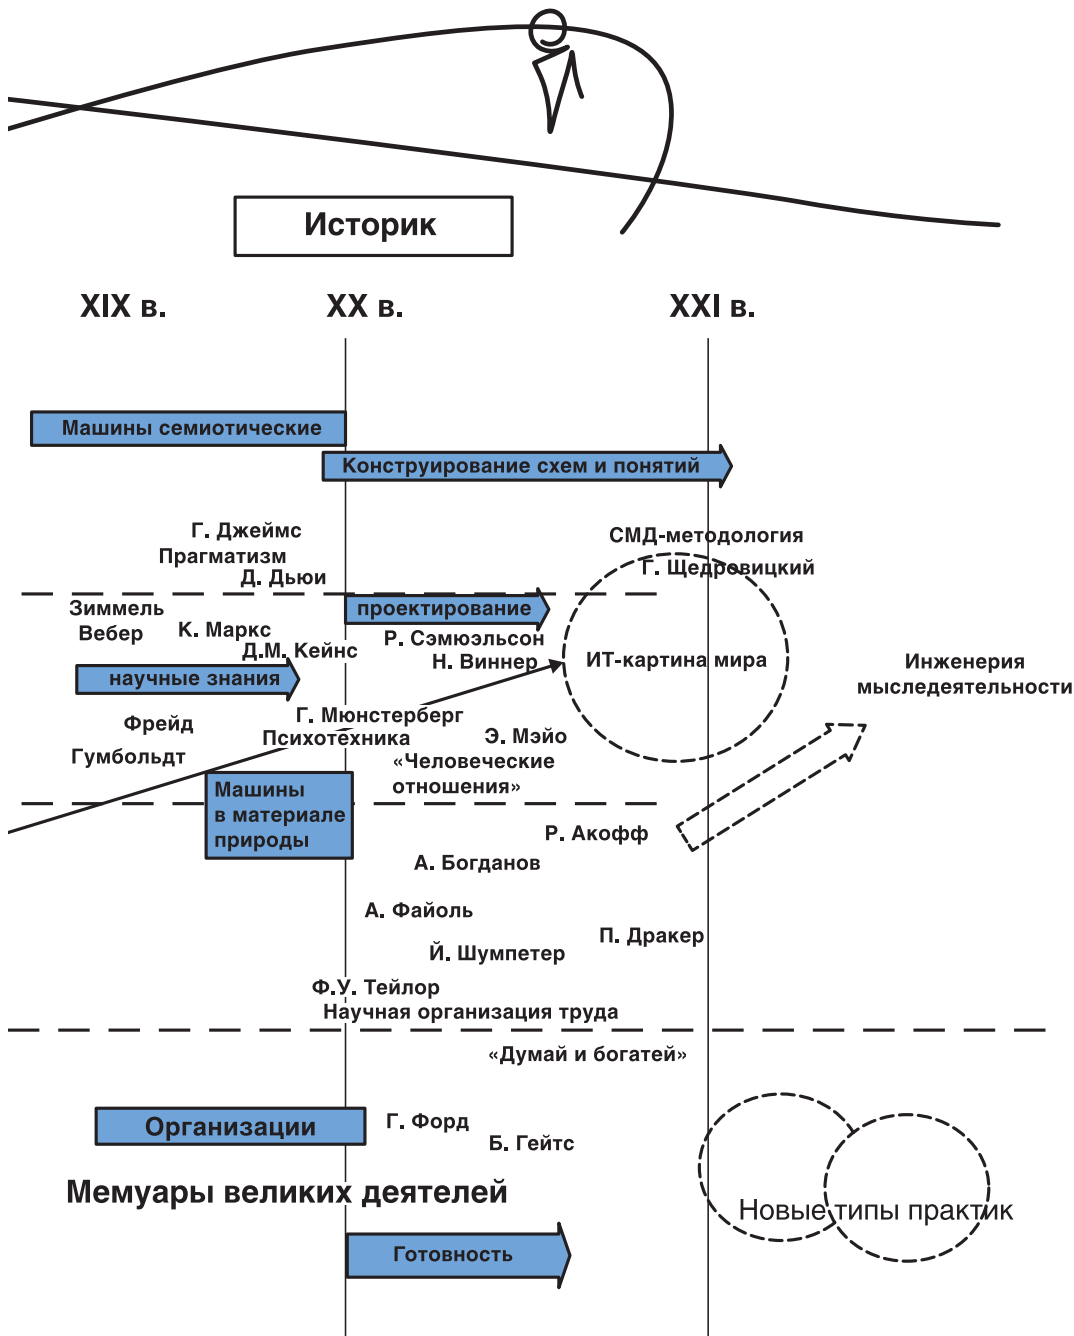 Историк
XIX в.
XX в.
XXI в.
Машины семиотические
Конструирование схем и понятий
Г. Джеймс
СМД-методология
Прагматизм
Г. Щедровицкий
Д. Дьюи
Зиммель
проектирование
Вебер
К. Маркс
Р. Сэмюэльсон
Д.М. Кейнс
Н. Виннер
ИТ-картина мира
Инженерия
мыследеятельности
научные знания
Фрейд
Г. Мюнстерберг
Психотехника
Э. Мэйо
Гумбольдт
«Человеческие
отношения»
Машины
в материале
природы
Р. Акофф
А. Богданов
А. Файоль
П. Дракер
Й. Шумпетер
Ф.У. Тейлор
Научная организация труда
«Думай и богатей»
Организации
Г. Форд
Б. Гейтс
Мемуары великих деятелей
Новые типы практик
Готовность